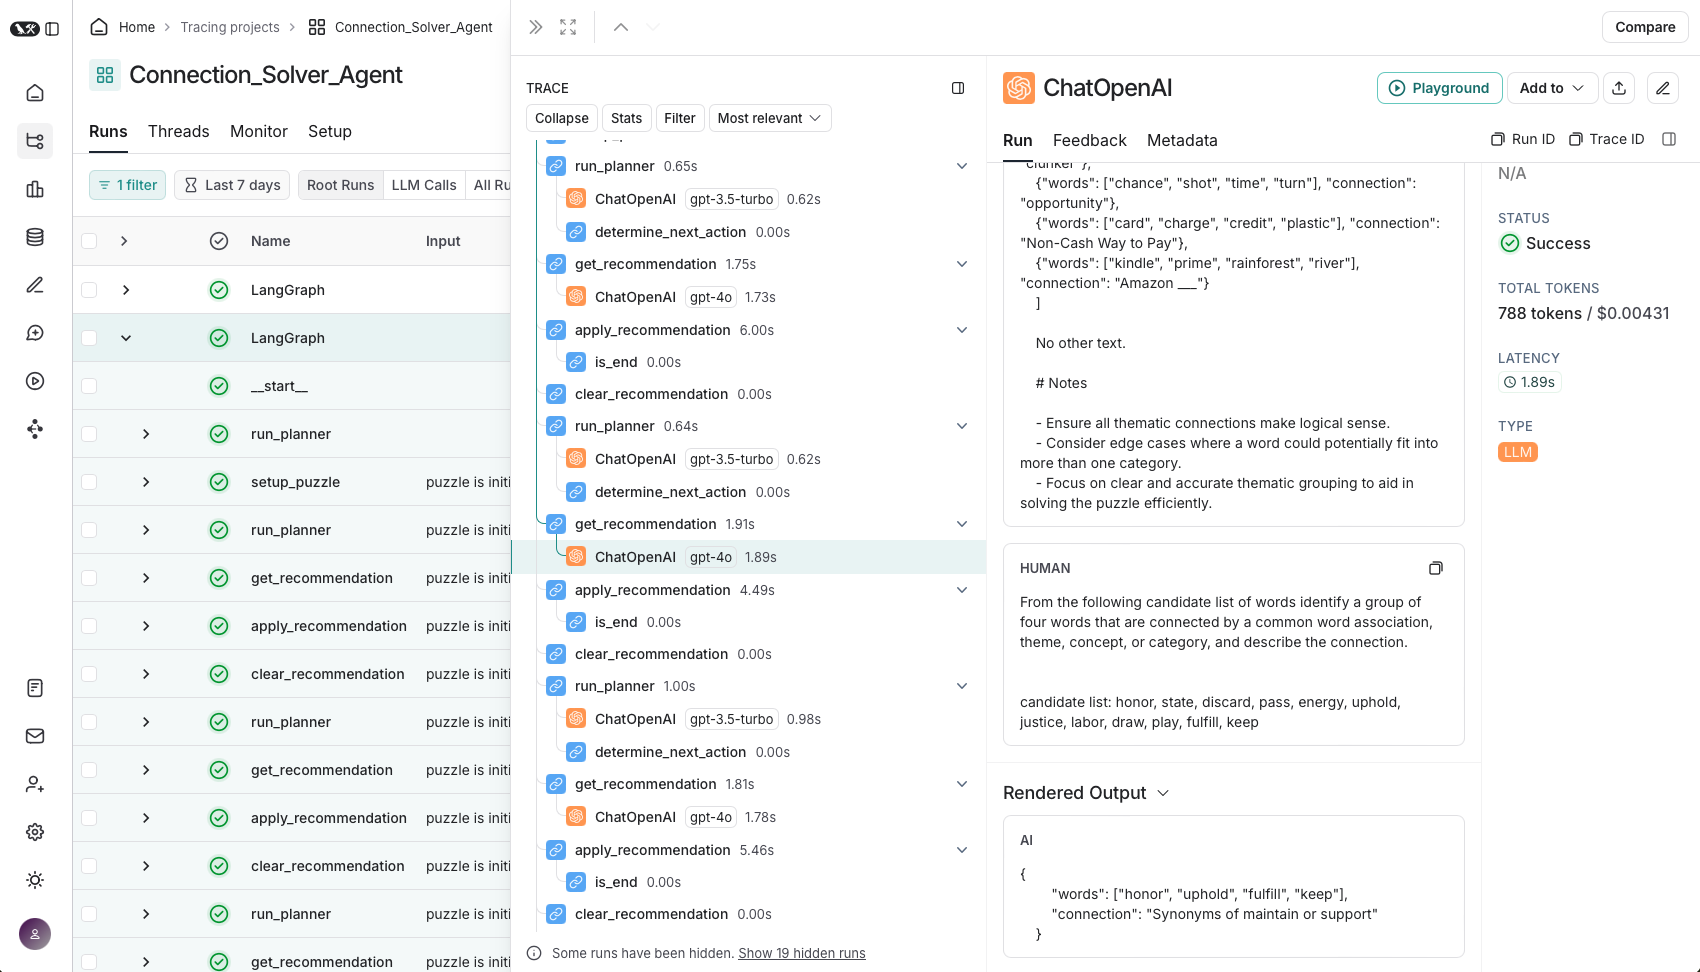 Home
Tracing projects
Connection_Solver_Agent
Connection_Solver_Agent
Runs
Threads
Monitor
Setup
1 filter
Last 7 days
Root Runs
LLM Calls
All Ru
Name
Input
LangGraph
LangGraph
__start__
run_planner
setup_puzzle puzzle is initi
run_planner puzzle is initi
get_recommendation puzzle is initi
apply_recommendation puzzle is initi
clear_recommendation puzzle is initi
run_planner puzzle is initi
get_recommendation puzzle is initi
apply_recommendation puzzle is initi
clear_recommendation puzzle is initi
run_planner puzzle is initi
get_recommendation puzzle is initi
Compare
TRACE
Collapse
Stats
Filter
Most relevant
run_planner 0.65s
ChatOpenAI gpt-3.5-turbo 0.62s
determine_next_action 0.00s
get_recommendation 1.75s
ChatOpenAI gpt-4o 1.73s
apply_recommendation 6.00s
is_end 0.00s
clear_recommendation 0.00s
run_planner 0.64s
ChatOpenAI gpt-3.5-turbo 0.62s
determine_next_action 0.00s
get_recommendation 1.91s
ChatOpenAI gpt-4o 1.89s
apply_recommendation 4.49s
is_end 0.00s
clear_recommendation 0.00s
run_planner 1.00s
ChatOpenAI gpt-3.5-turbo 0.98s
determine_next_action 0.00s
get_recommendation 1.81s
ChatOpenAI gpt-4o 1.78s
apply_recommendation 5.46s
is_end 0.00s
clear_recommendation 0.00s
Some runs have been hidden. Show 19 hidden runs
ChatOpenAI
Playground
Add to
Run
Feedback
Metadata
Run ID
Trace ID
"clunker"},
{"words": ["chance", "shot", "time", "turn"], "connection":
"opportunity"},
{"words": ["card", "charge", "credit", "plastic"], "connection":
"Non-Cash Way to Pay"},
{"words": ["kindle", "prime", "rainforest", "river"],
"connection": "Amazon ___"}
]
No other text.
# Notes
- Ensure all thematic connections make logical sense.
- Consider edge cases where a word could potentially fit into
more than one category.
- Focus on clear and accurate thematic grouping to aid in
solving the puzzle efficiently.
HUMAN
From the following candidate list of words identify a group of
four words that are connected by a common word association,
theme, concept, or category, and describe the connection.
candidate list: honor, state, discard, pass, energy, uphold,
justice, labor, draw, play, fulfill, keep
Rendered Output
AI
{
"words": ["honor", "uphold", "fulfill", "keep"],
"connection": "Synonyms of maintain or support"
}
N/A
STATUS
Success
TOTAL TOKENS
788 tokens / $0.00431
LATENCY
1.89s
TYPE
LLM